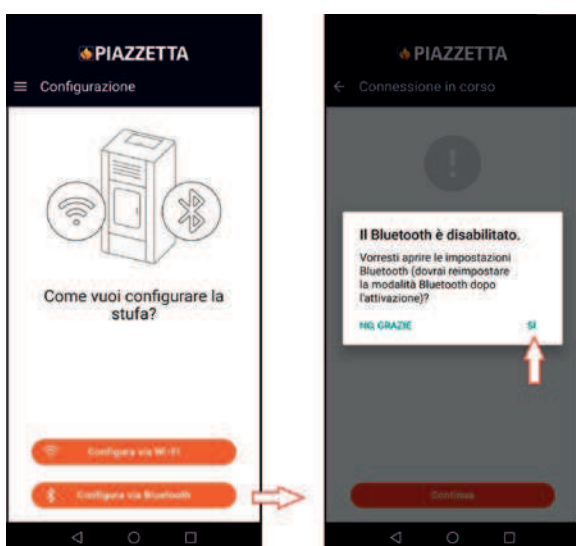 PIAZZETTA
Configurazione
Come vuoi configurare la
stufa?
Configura via Wi-Fi
Configura via Bluetooth
PIAZZETTA
Connessione in corso
!
Il Bluetooth è disabilitato.
Vorresti aprire le impostazioni
Bluetooth (dovrai reimpostare
la modalità Bluetooth dopo
l'attivazione)?
NO, GRAZIE
SÌ
Continua